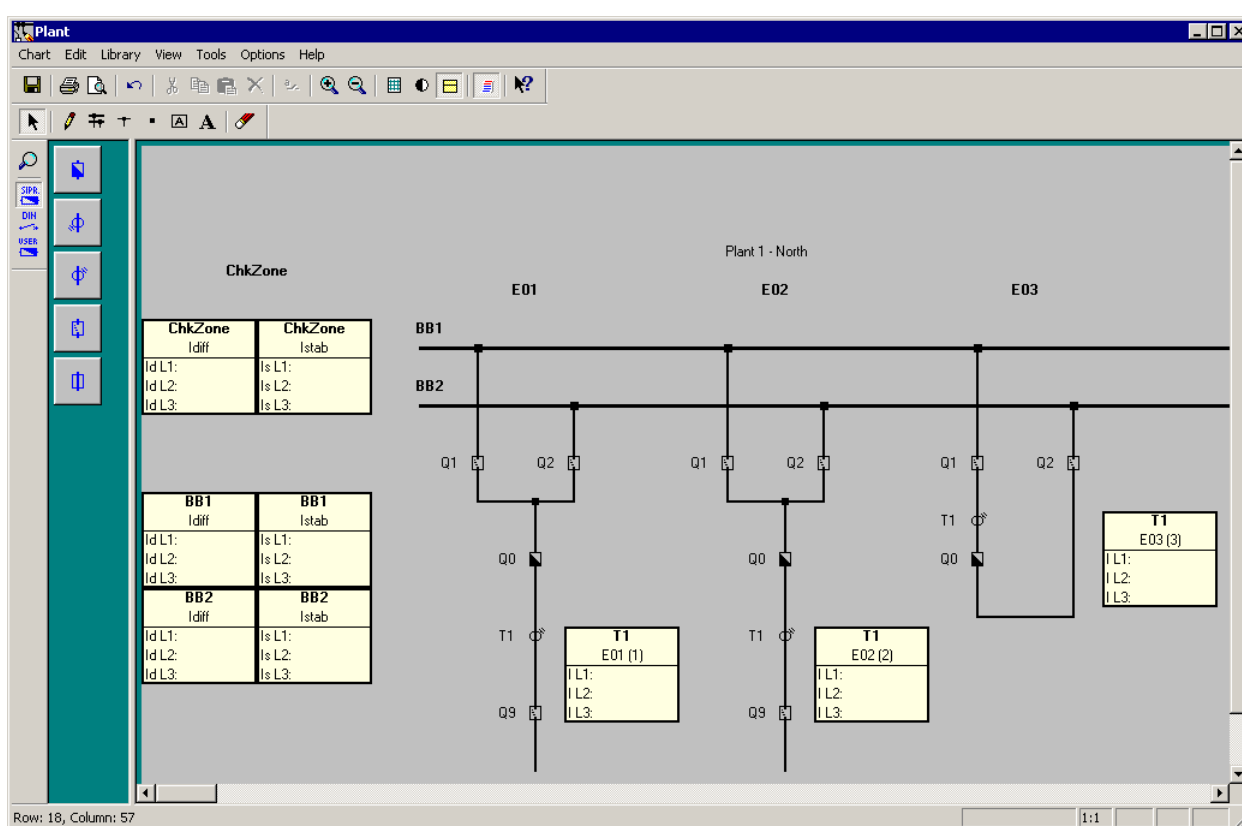 Plant
Chart Edit Library View Tools Options Help
A A
SIPR.
DIN
USER
Plant 1 - North
ChkZone
E01 E02 E03
ChkZone ChkZone
Idiff Istab
Id L1: Is L1:
Id L2: Is L2:
Id L3: Is L3:
BB1
BB2
Q1 Q2 Q1 Q2 Q1 Q2
BB1 BB1
Idiff Istab
Id L1: Is L1:
Id L2: Is L2:
Id L3: Is L3:
BB2 BB2
Idiff Istab
Id L1: Is L1:
Id L2: Is L2:
Id L3: Is L3:
Q0 Q0 T1
Q0
T1
E03 (3)
I L1:
I L2:
I L3:
T1
T1
E01 (1)
I L1:
I L2:
I L3:
Q9
T1
T1
E02 (2)
I L1:
I L2:
I L3:
Q9
Row: 18, Column: 57
1:1